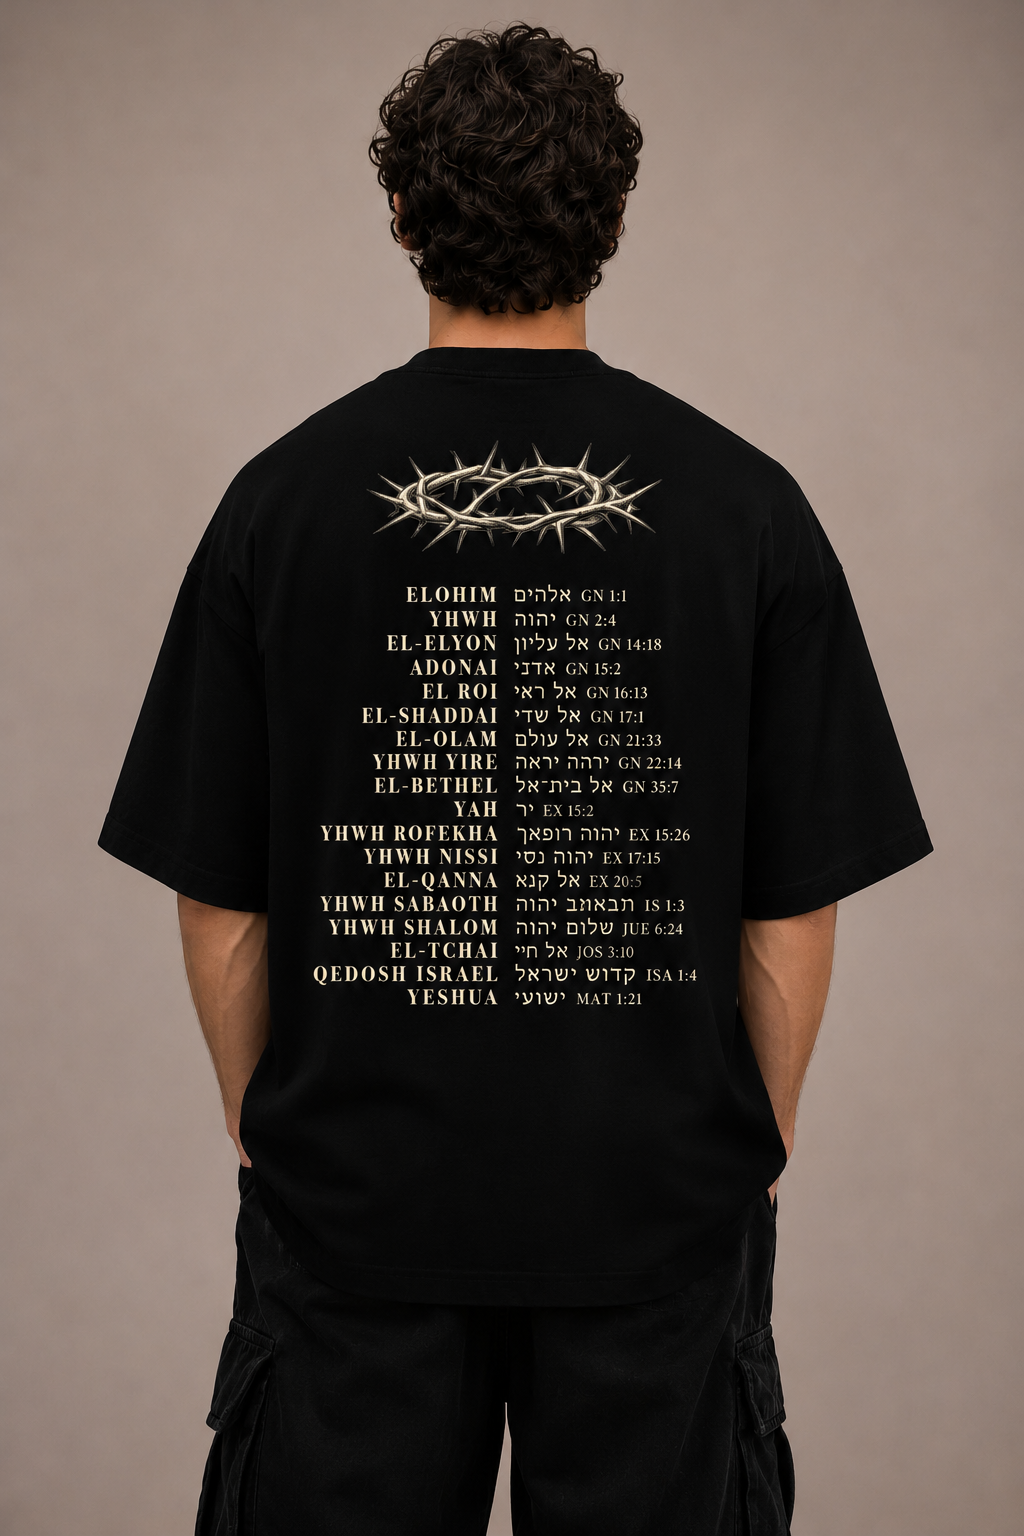 ELOHIM אלהים GN 1:1
YHWH יהוה GN 2:4
EL-ELYON אל עליון GN 14:18
ADONAI אדני GN 15:2
EL ROI אל ראי GN 16:13
EL-SHADDAI אל שדי GN 17:1
EL-OLAM אל עולם GN 21:33
YHWH YIRE ירהה יראה GN 22:14
EL-BETHEL אל בית־אל GN 35:7
YAH יר EX 15:2
YHWH ROFEKHA יהוה רופאך EX 15:26
YHWH NISSI יהוה נסי EX 17:15
EL-QANNA אל קנא EX 20:5
YHWH SABAOTH יהוה IS 1:3
YHWH SHALOM שלום יהוה JUE 6:24
EL-TCHAI אל חיי JOS 3:10
QEDOSH ISRAEL קדוש ישראל ISA 1:4
YESHUA ישועי MAT 1:21